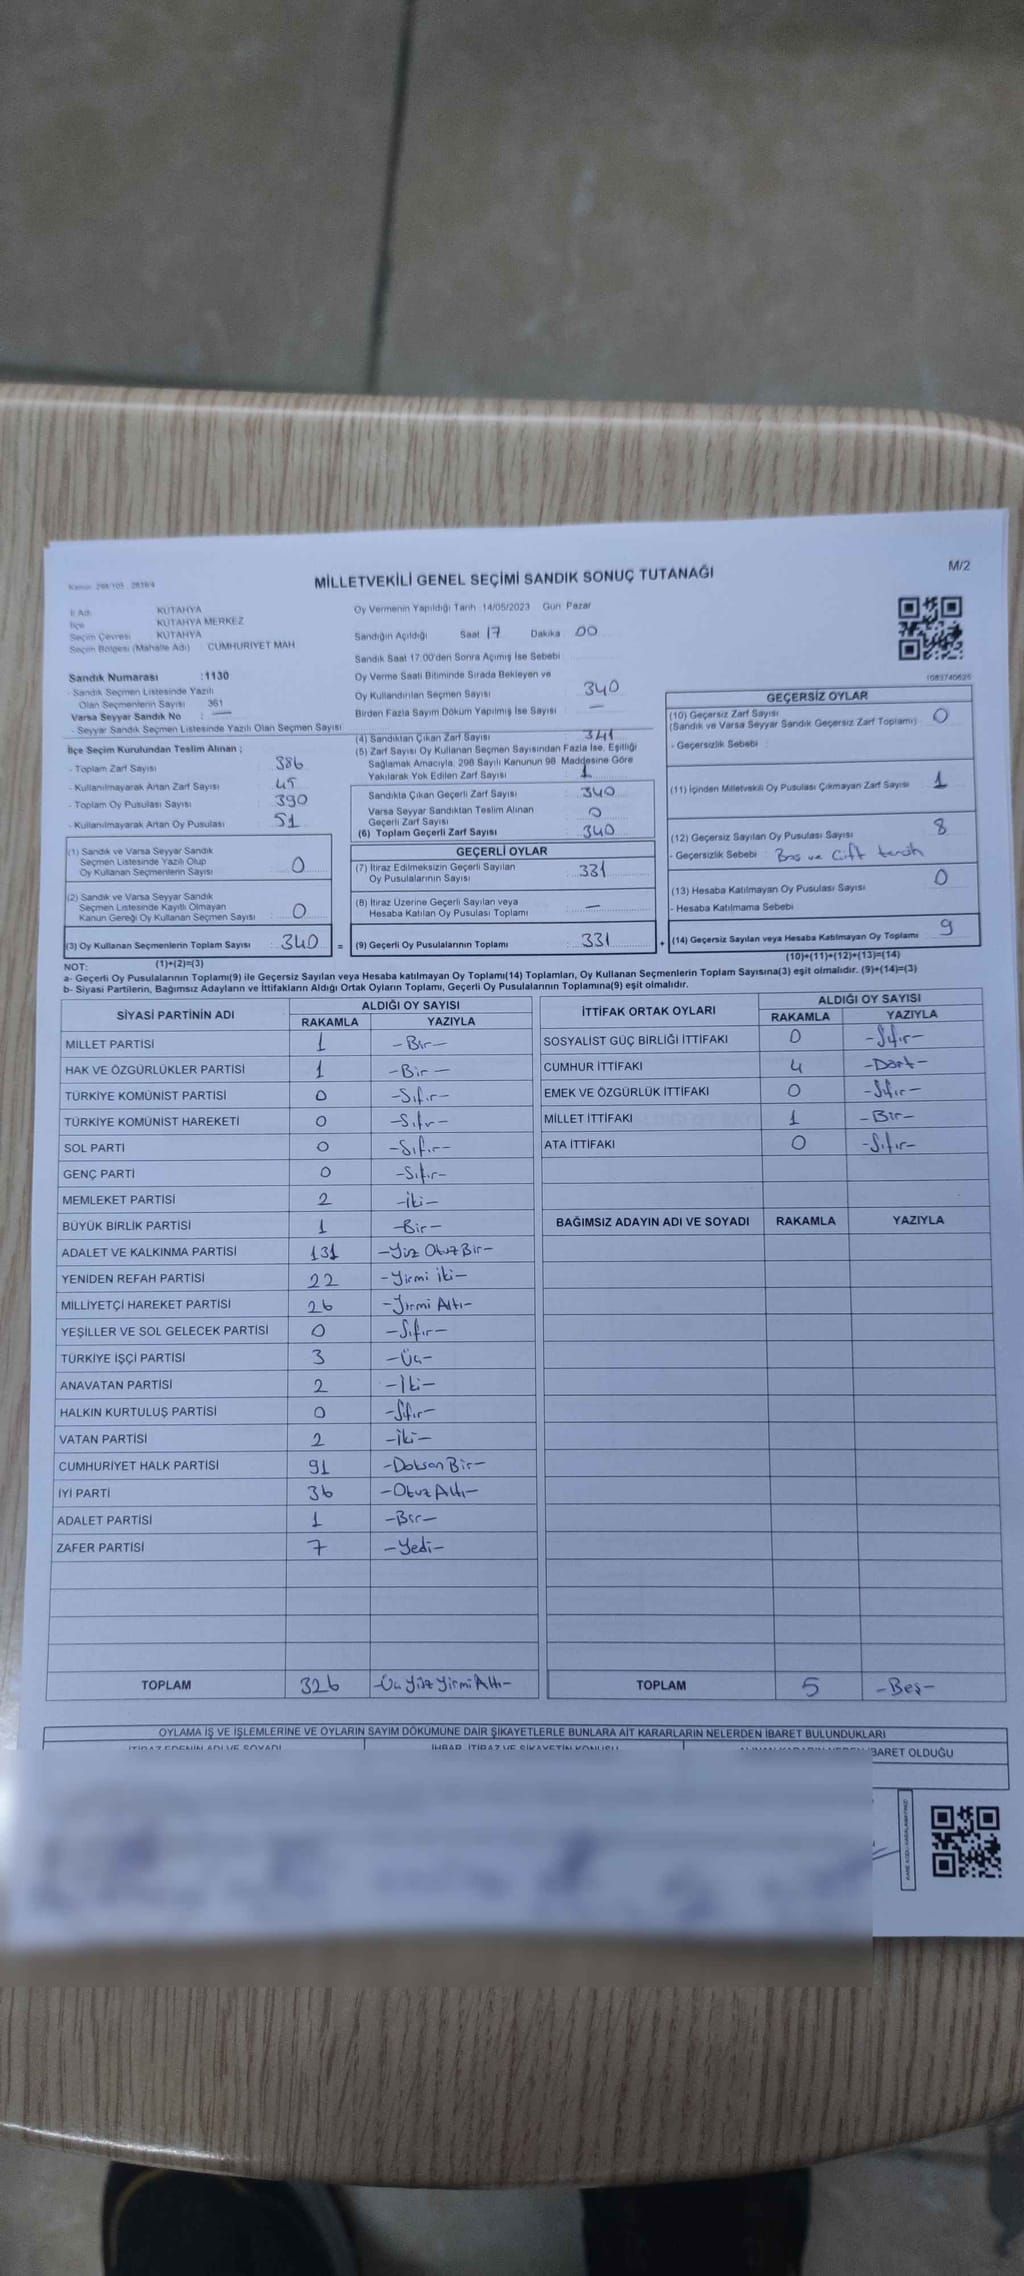 MİLLETVEKİLİ GENEL SEÇİMİ SANDIK SONUÇ TUTANAĞI
M/2
İl Adı KÜTAHYA
İlçe KÜTAHYA MERKEZ
Seçim Çevresi KÜTAHYA
Seçim Bölgesi (Mahalle Adı) CUMHURİYET MAH
Sandık Numarası :1130
- Sandık Seçmen Listesinde Yazılı
Olan Seçmenlerin Sayısı 361
Varsa Seyyar Sandık No : —
- Seyyar Sandık Seçmen Listesinde Yazılı Olan Seçmen Sayısı
Oy Vermenin Yapıldığı Tarih 14/05/2023 Gün Pazar
Sandığın Açıldığı Saat 17 Dakika 00
Sandık Saat 17.00'den Sonra Açımış İse Sebebi
Oy Verme Saati Bitiminde Sırada Bekleyen ve
Oy Kullandırılan Seçmen Sayısı : 340
Birden Fazla Sayım Döküm Yapılmış İse Sayısı : —
1083740625
İlçe Seçim Kurulundan Teslim Alınan ;
- Toplam Zarf Sayısı : 386
- Kullanılmayarak Artan Zarf Sayısı : 45
- Toplam Oy Pusulası Sayısı : 390
- Kullanılmayarak Artan Oy Pusulası : 51
(4) Sandıktan Çıkan Zarf Sayısı : 341
(5) Zarf Sayısı Oy Kullanan Seçmen Sayısından Fazla İse, Eşitliği
Sağlamak Amacıyla, 298 Sayılı Kanunun 98. Maddesine Göre
Yakılarak Yok Edilen Zarf Sayısı : 1
Sandıkta Çıkan Geçerli Zarf Sayısı : 340
Varsa Seyyar Sandıktan Teslim Alınan
Geçerli Zarf Sayısı : 0
(6) Toplam Geçerli Zarf Sayısı : 340
GEÇERSİZ OYLAR
(10) Geçersiz Zarf Sayısı
(Sandık ve Varsa Seyyar Sandık Geçersiz Zarf Toplamı) : 0
- Geçersizlik Sebebi :
(11) İçinden Milletvekili Oy Pusulası Çıkmayan Zarf Sayısı 1
(12) Geçersiz Sayılan Oy Pusulası Sayısı : 8
- Geçersizlik Sebebi : Boş ve Çift tercih
(13) Hesaba Katılmayan Oy Pusulası Sayısı : 0
- Hesaba Katılmama Sebebi
(1) Sandık ve Varsa Seyyar Sandık
Seçmen Listesinde Yazılı Olup
Oy Kullanan Seçmenlerin Sayısı : 0
(2) Sandık ve Varsa Seyyar Sandık
Seçmen Listesinde Kayıtlı Olmayan
Kanun Gereği Oy Kullanan Seçmen Sayısı : 0
(3) Oy Kullanan Seçmenlerin Toplam Sayısı : 340
GEÇERLİ OYLAR
(7) İtiraz Edilmeksizin Geçerli Sayılan
Oy Pusulalarının Sayısı : 331
(8) İtiraz Üzerine Geçerli Sayılan veya
Hesaba Katılan Oy Pusulası Toplamı : —
= (9) Geçerli Oy Pusulalarının Toplamı : 331
+ (14) Geçersiz Sayılan veya Hesaba Katılmayan Oy Toplamı : 9
NOT: (1)+(2)=(3)
(10)+(11)+(12)+(13)=(14)
a- Geçerli Oy Pusulalarının Toplamı(9) ile Geçersiz Sayılan veya Hesaba katılmayan Oy Toplamı(14) Toplamları, Oy Kullanan Seçmenlerin Toplam Sayısına(3) eşit olmalıdır. (9)+(14)=(3)
b- Siyasi Partilerin, Bağımsız Adayların ve İttifakların Aldığı Ortak Oyların Toplamı, Geçerli Oy Pusulalarının Toplamına(9) eşit olmalıdır.
SİYASİ PARTİNİN ADI ALDIĞI OY SAYISI
RAKAMLA YAZIYLA
MİLLET PARTİSİ 1 -Bir-
HAK VE ÖZGÜRLÜKLER PARTİSİ 1 -Bir-
TÜRKİYE KOMÜNİST PARTİSİ 0 -Sıfır-
TÜRKİYE KOMÜNİST HAREKETİ 0 -Sıfır-
SOL PARTİ 0 -Sıfır-
GENÇ PARTİ 0 -Sıfır-
MEMLEKET PARTİSİ 2 -İki-
BÜYÜK BİRLİK PARTİSİ 1 -Bir-
ADALET VE KALKINMA PARTİSİ 131 -Yüz Otuz Bir-
YENİDEN REFAH PARTİSİ 22 -Yirmi İki-
MİLLİYETÇİ HAREKET PARTİSİ 26 -Yirmi Altı-
YEŞİLLER VE SOL GELECEK PARTİSİ 0 -Sıfır-
TÜRKİYE İŞÇİ PARTİSİ 3 -Üç-
ANAVATAN PARTİSİ 2 -İki-
HALKIN KURTULUŞ PARTİSİ 0 -Sıfır-
VATAN PARTİSİ 2 -İki-
CUMHURİYET HALK PARTİSİ 91 -Doksan Bir-
İYİ PARTİ 36 -Otuz Altı-
ADALET PARTİSİ 1 -Bir-
ZAFER PARTİSİ 7 -Yedi-
TOPLAM 326 -Üç Yüz Yirmi Altı-
İTTİFAK ORTAK OYLARI ALDIĞI OY SAYISI
RAKAMLA YAZIYLA
SOSYALİST GÜÇ BİRLİĞİ İTTİFAKI 0 -Sıfır-
CUMHUR İTTİFAKI 4 -Dört-
EMEK VE ÖZGÜRLÜK İTTİFAKI 0 -Sıfır-
MİLLET İTTİFAKI 1 -Bir-
ATA İTTİFAKI 0 -Sıfır-
BAĞIMSIZ ADAYIN ADI VE SOYADI RAKAMLA YAZIYLA
TOPLAM 5 -Beş-
OYLAMA İŞ VE İŞLEMLERİNE VE OYLARIN SAYIM DÖKÜMÜNE DAİR ŞİKAYETLERLE BUNLARA AİT KARARLARIN NELERDEN İBARET BULUNDUKLARI
İTİRAZ EDENİN ADI VE SOYADI İHBAR, İTİRAZ VE ŞİKAYETİN KONUSU İBARET OLDUĞU